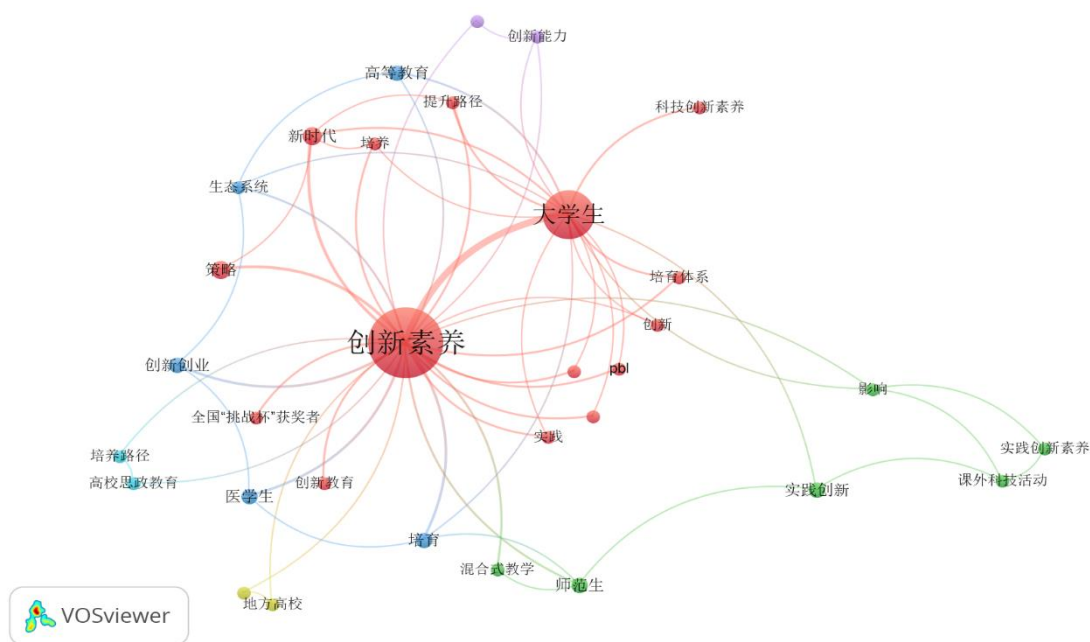 创新能力
高等教育
提升路径
科技创新素养
新时代
培养
生态系统
大学生
策略
培育体系
创新
创新素养
创新创业
pbl
影响
全国“挑战杯”获奖者
实践
实践创新素养
培养路径
课外科技活动
高校思政教育
创新教育
实践创新
医学生
培育
混合式教学
师范生
地方高校
VOSviewer